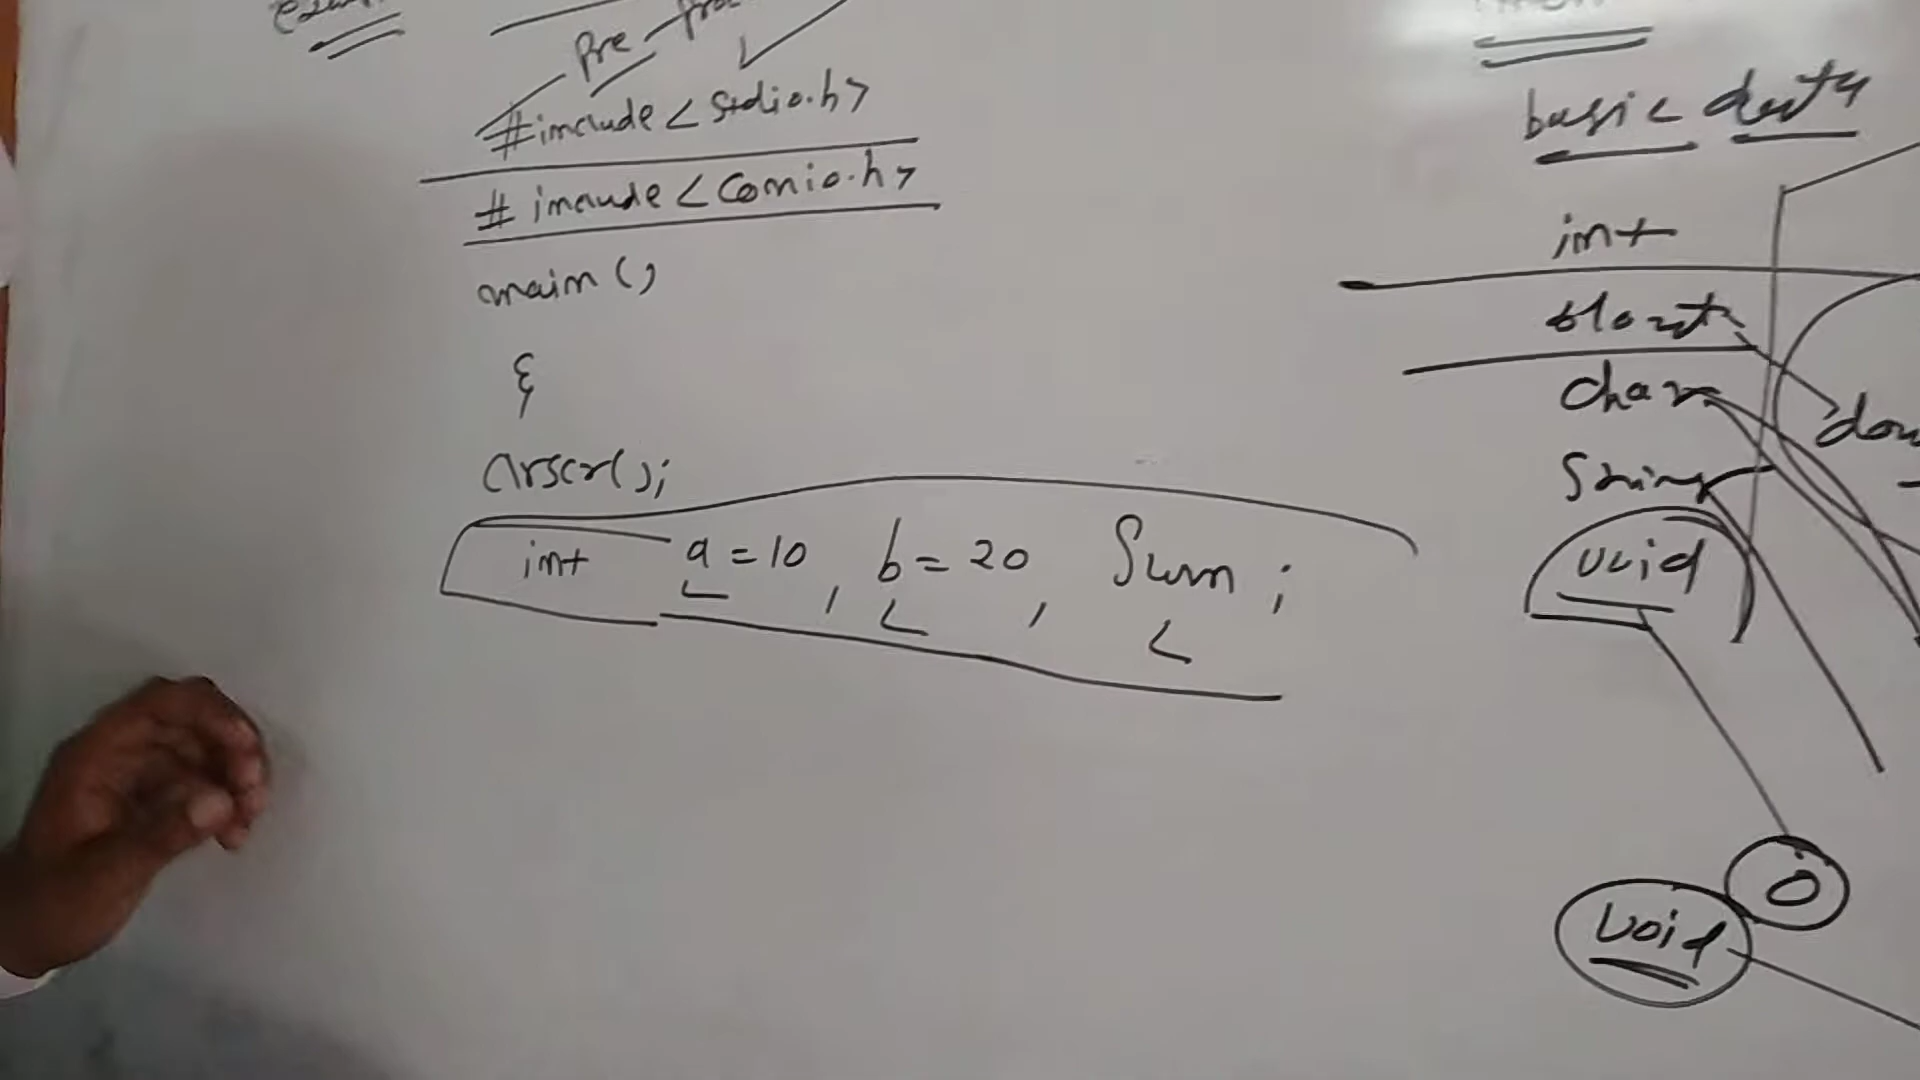 Pre -
#include < stdio.h>
# include < conio.h>
main ()
{
clrscr();
int a = 10 , b = 20 , Sum ;
basic data
int
float
char
String
void
0
void